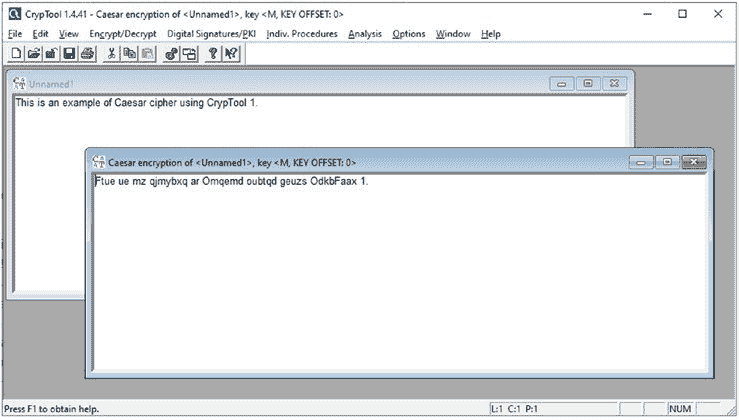 CrypTool 1.4.41 - Caesar encryption of <Unnamed1>, key <M, KEY OFFSET: 0>
File Edit View Encrypt/Decrypt Digital Signatures/PKI Indiv. Procedures Analysis Options Window Help
Unnamed1
This is an example of Caesar cipher using CrypTool 1.
Caesar encryption of <Unnamed1>, key <M, KEY OFFSET: 0>
Ftue ue mz qjmybxq ar Omqemd oubtqd geuzs OdkbFaax 1.
Press F1 to obtain help. L:1 C:1 P:1 NUM